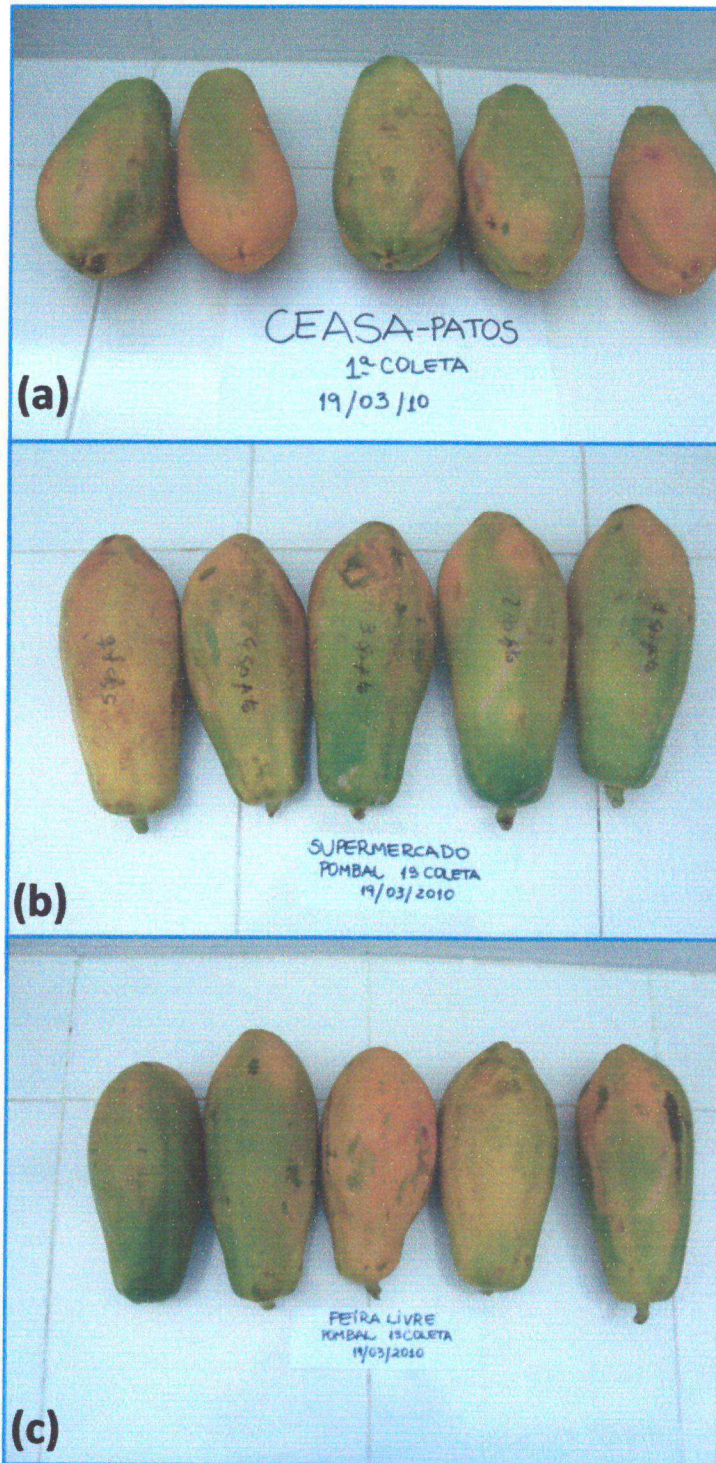 CEASA-PATOS
1ª COLETA
19/03/10
(a)
SUPERMERCADO
POMBAL 1ª COLETA
19/03/2010
(b)
FEIRA LIVRE
POMBAL 1ª COLETA
19/03/2010
(c)